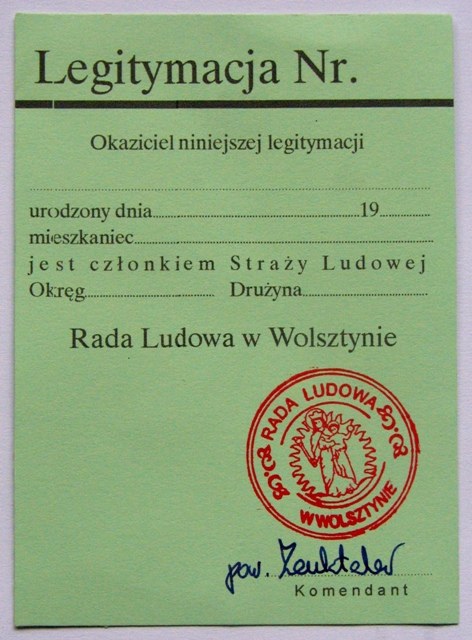 Legitymacja Nr.
Okaziciel niniejszej legitymacji
urodzony dnia..............................19............
mieszkaniec..............................
jest członkiem Straży Ludowej
Okręg.................... Drużyna....................
Rada Ludowa w Wolsztynie
RADA LUDOWA
W WOLSZTYNIE
pow.
Komendant